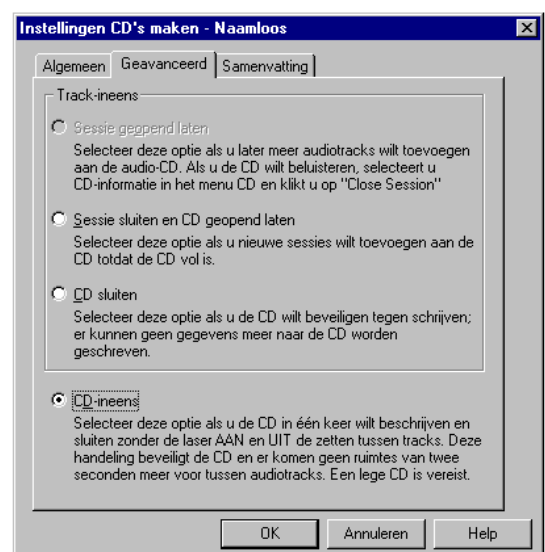 Instellingen CD's maken - Naamloos
Algemeen Geavanceerd Samenvatting
Track-ineens
Sessie geopend laten
Selecteer deze optie als u later meer audiotracks wilt toevoegen
aan de audio-CD. Als u de CD wilt beluisteren, selecteert u
CD-informatie in het menu CD en klikt u op "Close Session"
Sessie sluiten en CD geopend laten
Selecteer deze optie als u nieuwe sessies wilt toevoegen aan de
CD totdat de CD vol is.
CD sluiten
Selecteer deze optie als u de CD wilt beveiligen tegen schrijven;
er kunnen geen gegevens meer naar de CD worden
geschreven.
CD-ineens
Selecteer deze optie als u de CD in één keer wilt beschrijven en
sluiten zonder de laser AAN en UIT de zetten tussen tracks. Deze
handeling beveiligt de CD en er komen geen ruimtes van twee
seconden meer voor tussen audiotracks. Een lege CD is vereist.
OK Annuleren Help